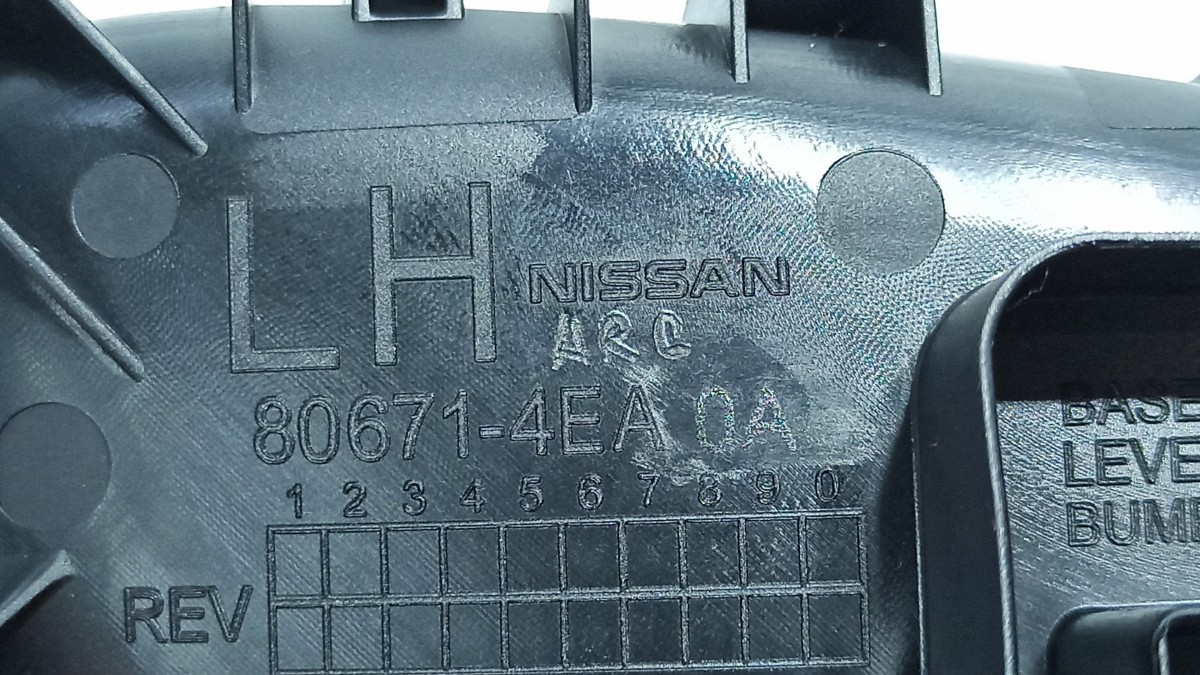 LH
NISSAN
ARC
80671-4EA 0A
1 2 3 4 5 6 7 8 9 0
REV
BASE
LEVE
BUM